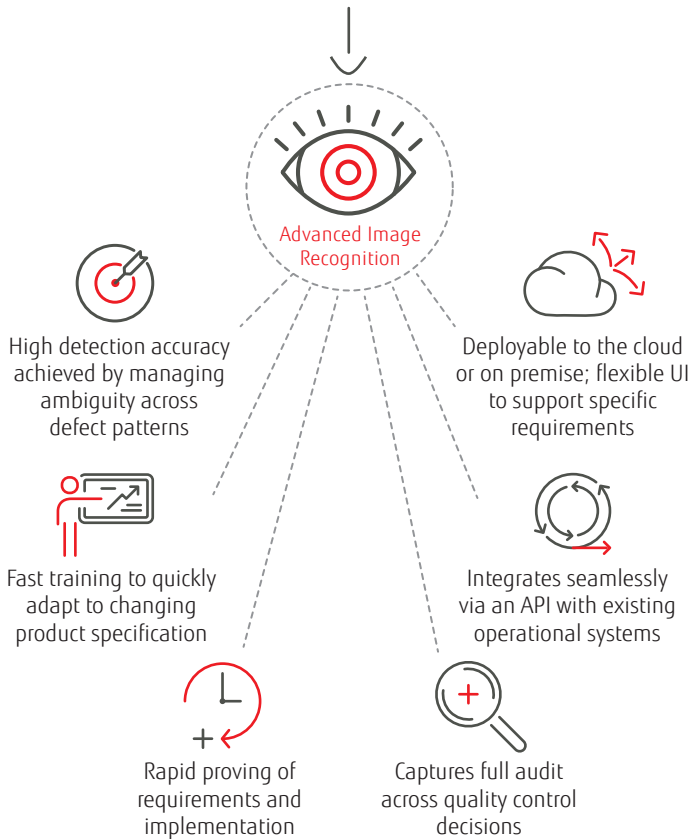 Advanced Image
Recognition
High detection accuracy
achieved by managing
ambiguity across
defect patterns
Deployable to the cloud
or on premise; flexible UI
to support specific
requirements
Fast training to quickly
adapt to changing
product specification
Integrates seamlessly
via an API with existing
operational systems
Rapid proving of
requirements and
implementation
Captures full audit
across quality control
decisions